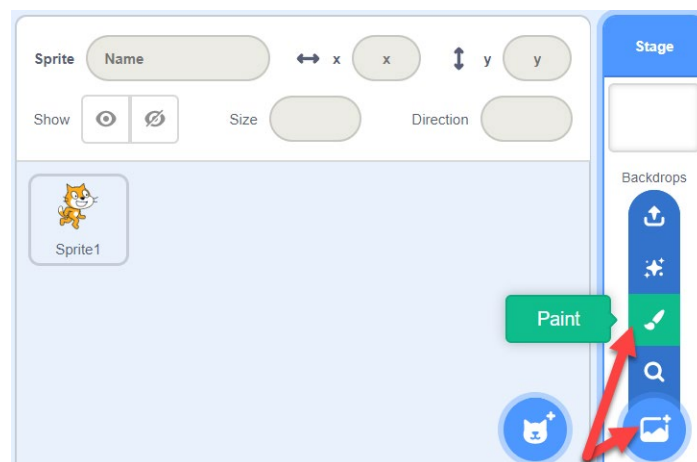 Sprite Name x x y y Stage
Show Size Direction
Backdrops
Sprite1
Paint